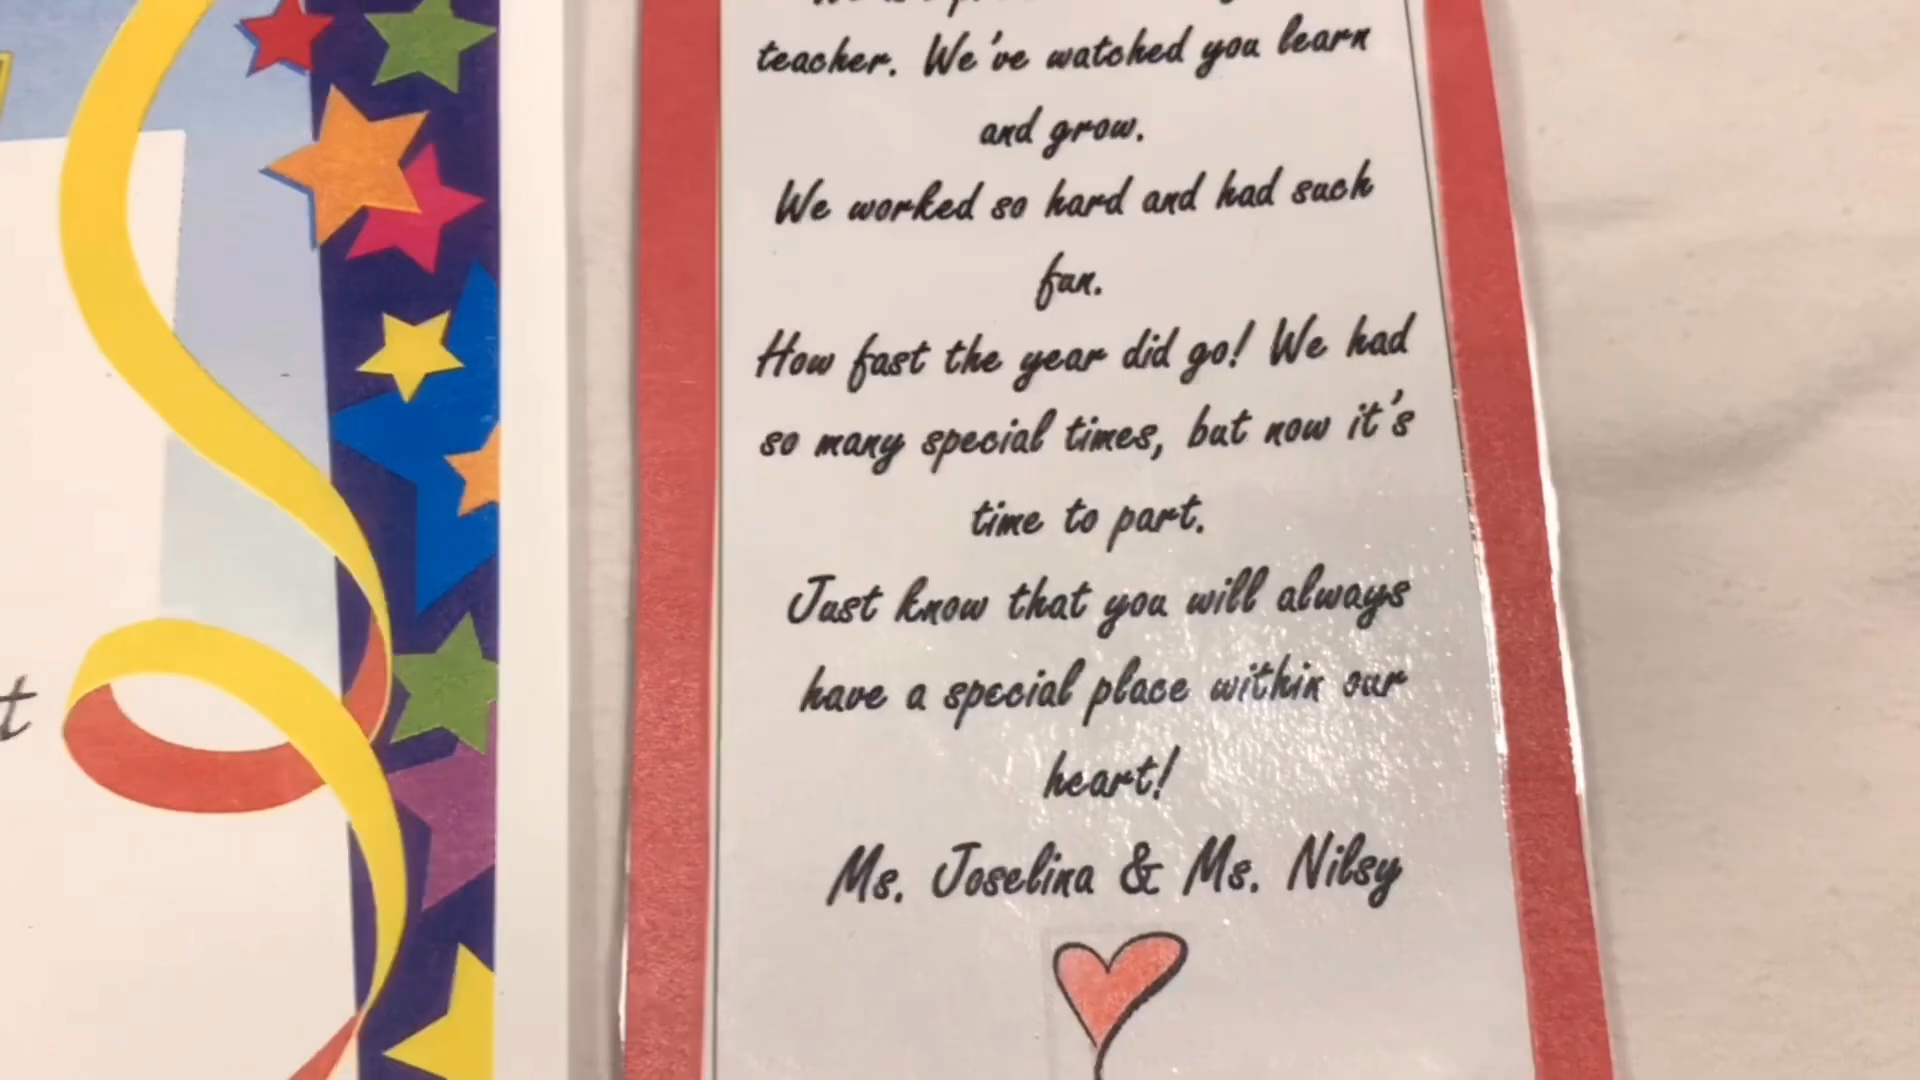 teacher. We've watched you learn
and grow.
We worked so hard and had such
fun.
How fast the year did go! We had
so many special times, but now it's
time to part.
Just know that you will always
have a special place within our
heart!
Ms. Joselina & Ms. Nilsy